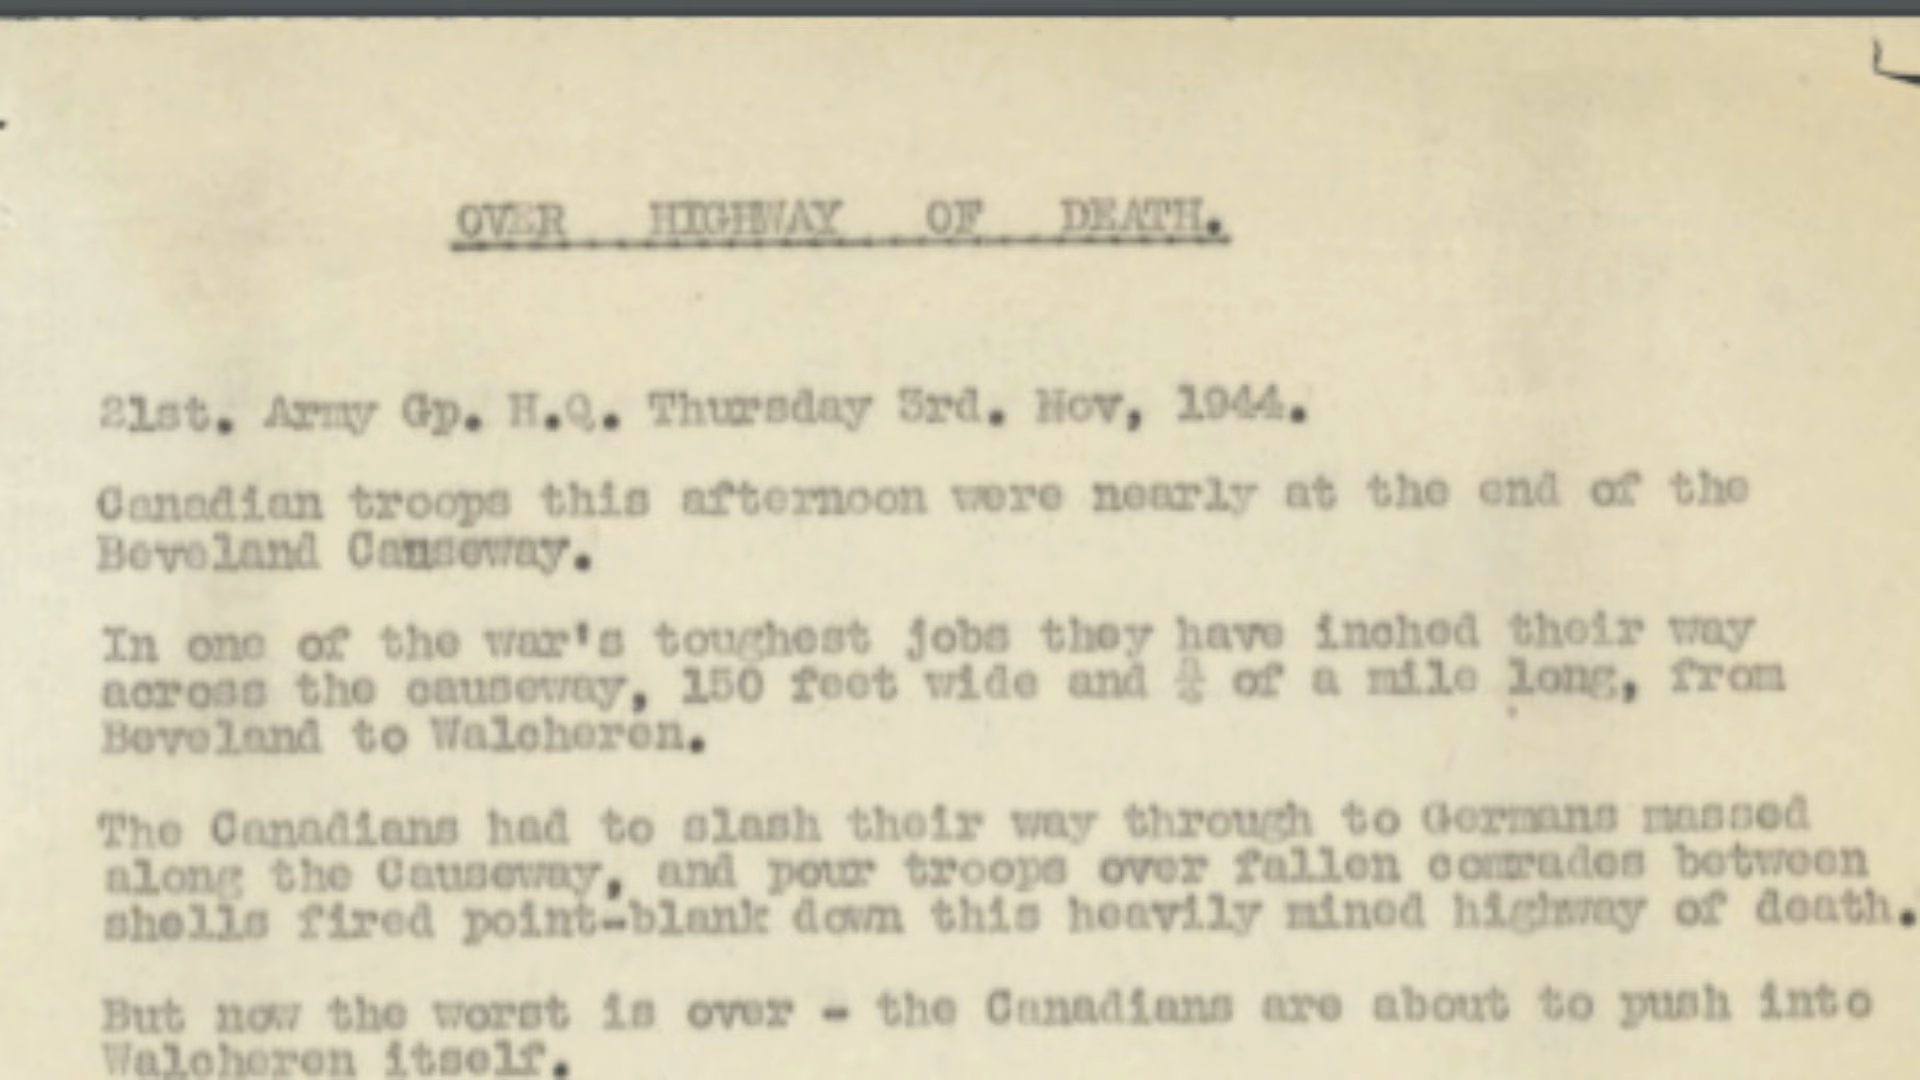 OVER HIGHWAY OF DEATH.
21st. Army Gp. H.Q. Thursday 3rd. Nov, 1944.
Canadian troops this afternoon were nearly at the end of the
Beveland Causeway.
In one of the war's toughest jobs they have inched their way
across the causeway, 150 feet wide and of a mile long, from
Beveland to Walcheren.
The Canadians had to slash their way through to Germans massed
along the Causeway, and pour troops over fallen comrades between
shells fired point-blank down this heavily mined highway of death.
But now the worst is over - the Canadians are about to push into
Walcheren itself.